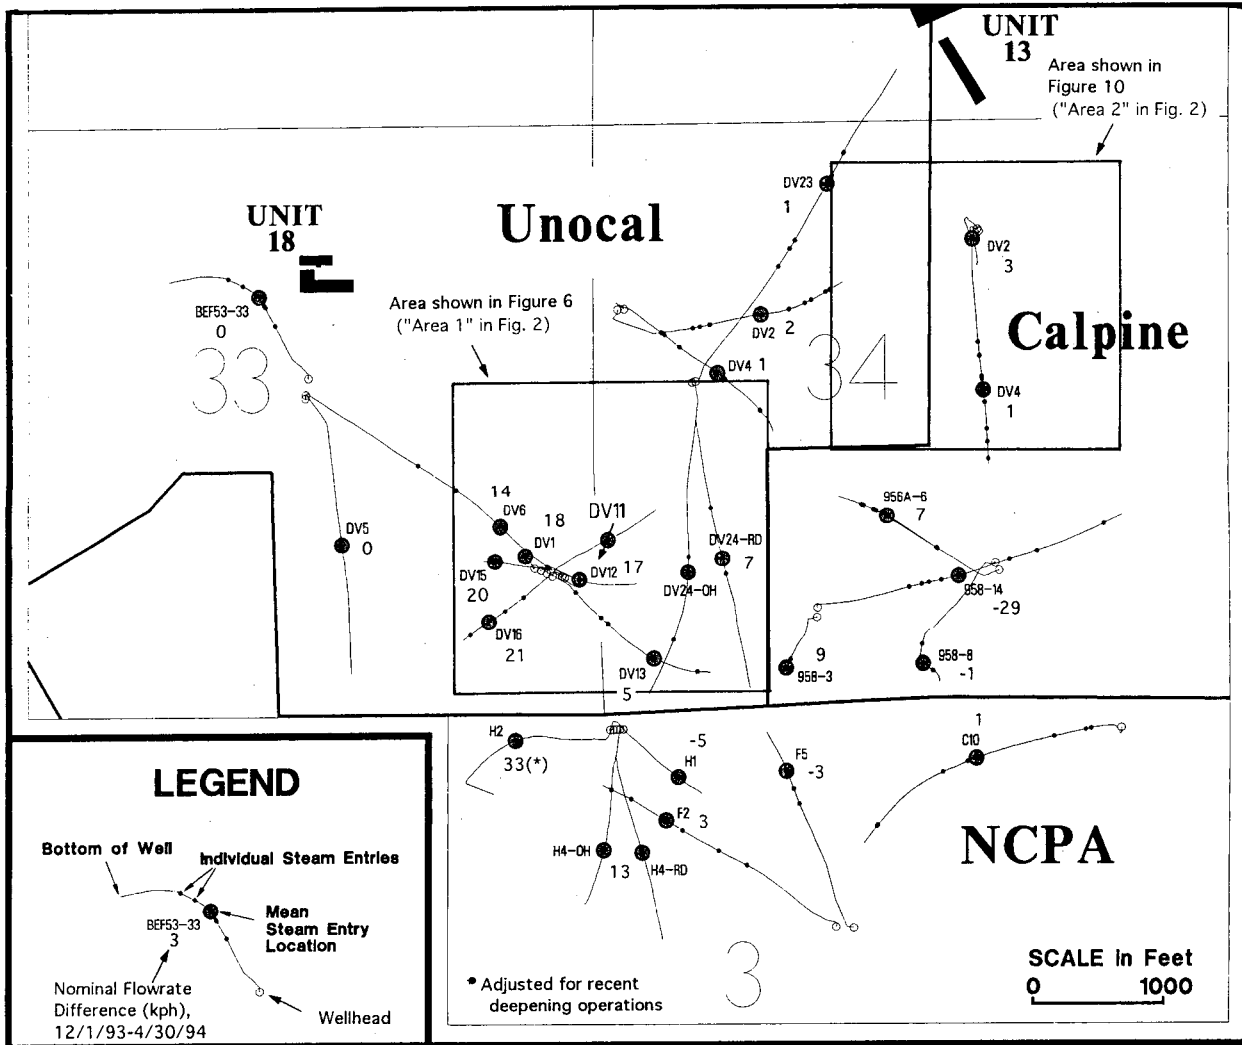 UNIT
13
Area shown in
Figure 10
("Area 2" in Fig. 2)
DV23
1
UNIT
18
Unocal
DV2
3
BEF53-33
0
Area shown in Figure 6
("Area 1" in Fig. 2)
DV2
2
Calpine
33
34
DV4
1
DV4
1
14
DV6
18
DV11
956A-6
7
DV5
0
DV1
DV24-RD
7
DV15
20
DV12
17
DV24-OH
958-14
-29
DV16
21
DV13
5
9
958-3
958-8
-1
H2
33(*)
-5
H1
F5
-3
1
C10
F2
3
NCPA
H4-OH
13
H4-RD
3
* Adjusted for recent
deepening operations
SCALE in Feet
0
1000
LEGEND
Bottom of Well
Individual Steam Entries
BEF53-33
3
Mean
Steam Entry
Location
Nominal Flowrate
Difference (kph),
12/1/93-4/30/94
Wellhead